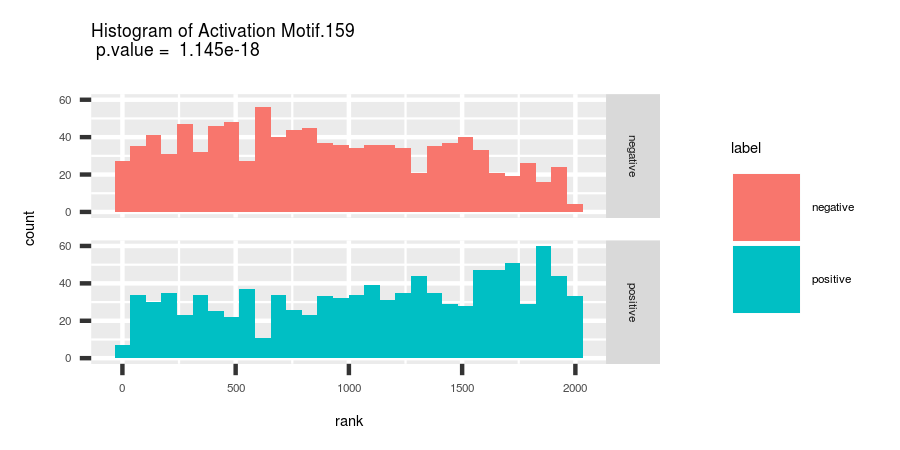 Histogram of Activation Motif.159
p.value = 1.145e-18
count
60
40
20
0
negative
60
40
20
0
positive
0 500 1000 1500 2000
rank
label
negative
positive